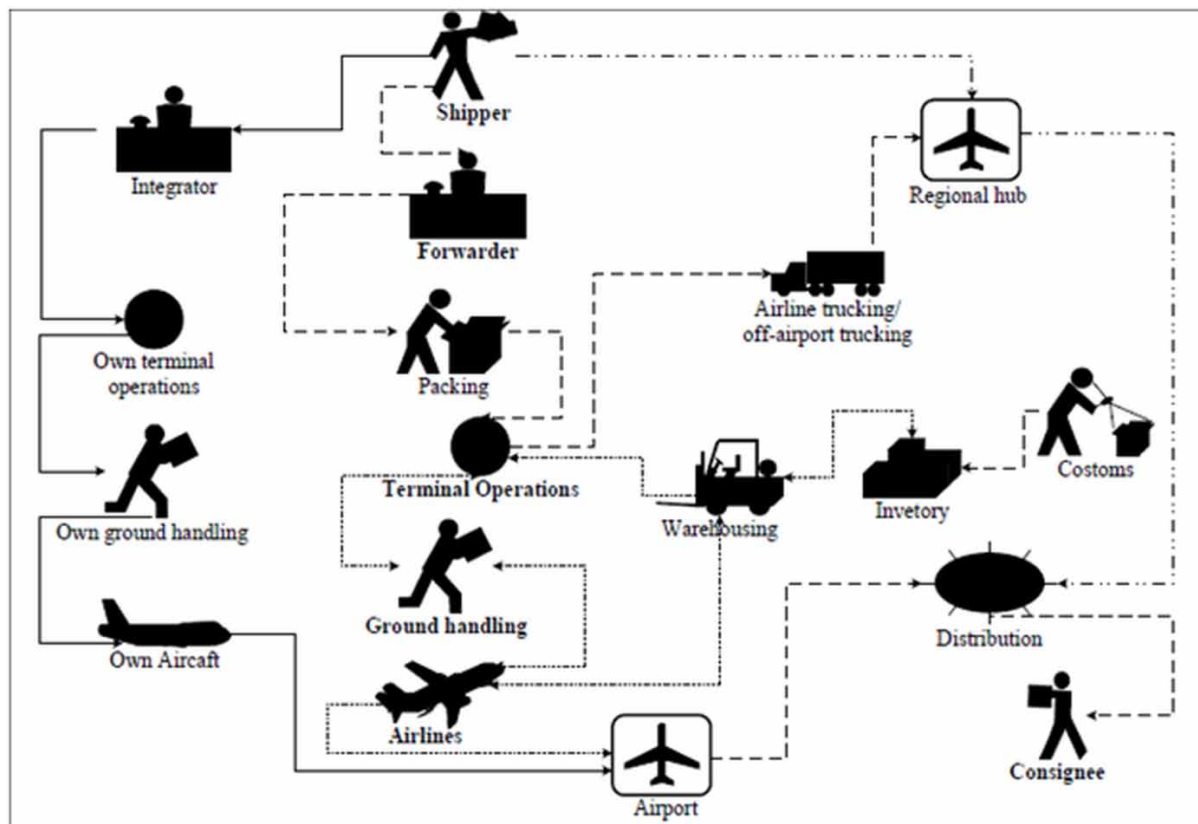 Shipper
Integrator
Regional hub
Forwarder
Airline trucking/
off-airport trucking
Own terminal
operations
Packing
Costoms
Terminal Operations
Invetory
Warehousing
Own ground handling
Ground handling
Distribution
Own Aircaft
Airlines
Consignee
Airport